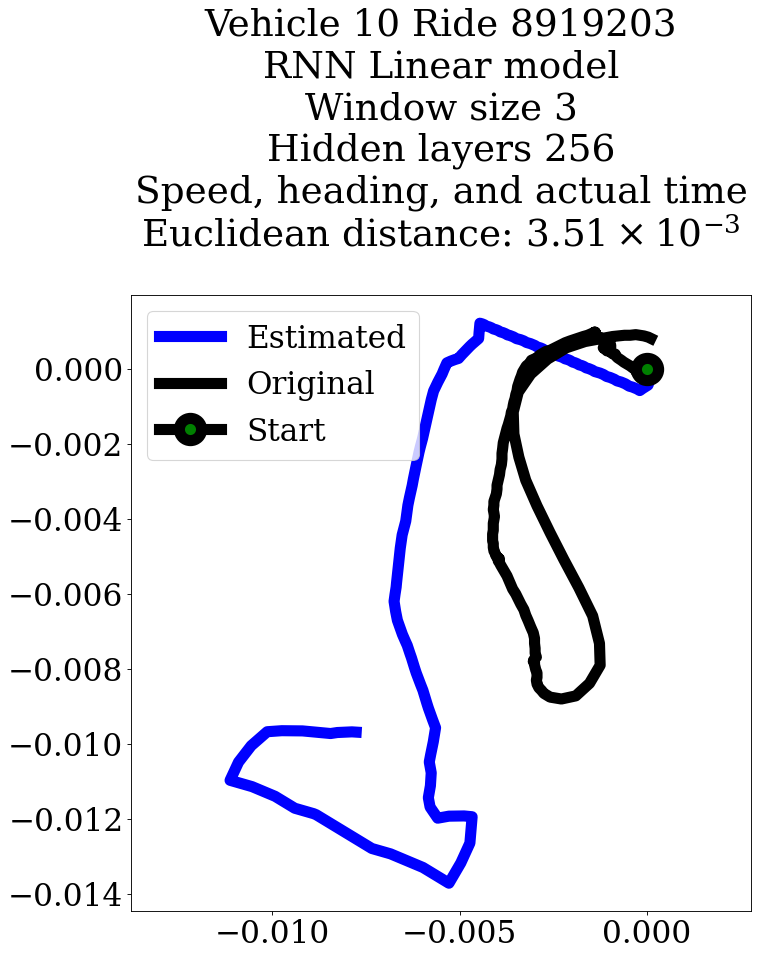 Vehicle 10 Ride 8919203
RNN Linear model
Window size 3
Hidden layers 256
Speed, heading, and actual time
Euclidean distance: 3.51 × 10⁻³
Estimated
Original
Start
0.000
−0.002
−0.004
−0.006
−0.008
−0.010
−0.012
−0.014
−0.010 −0.005 0.000